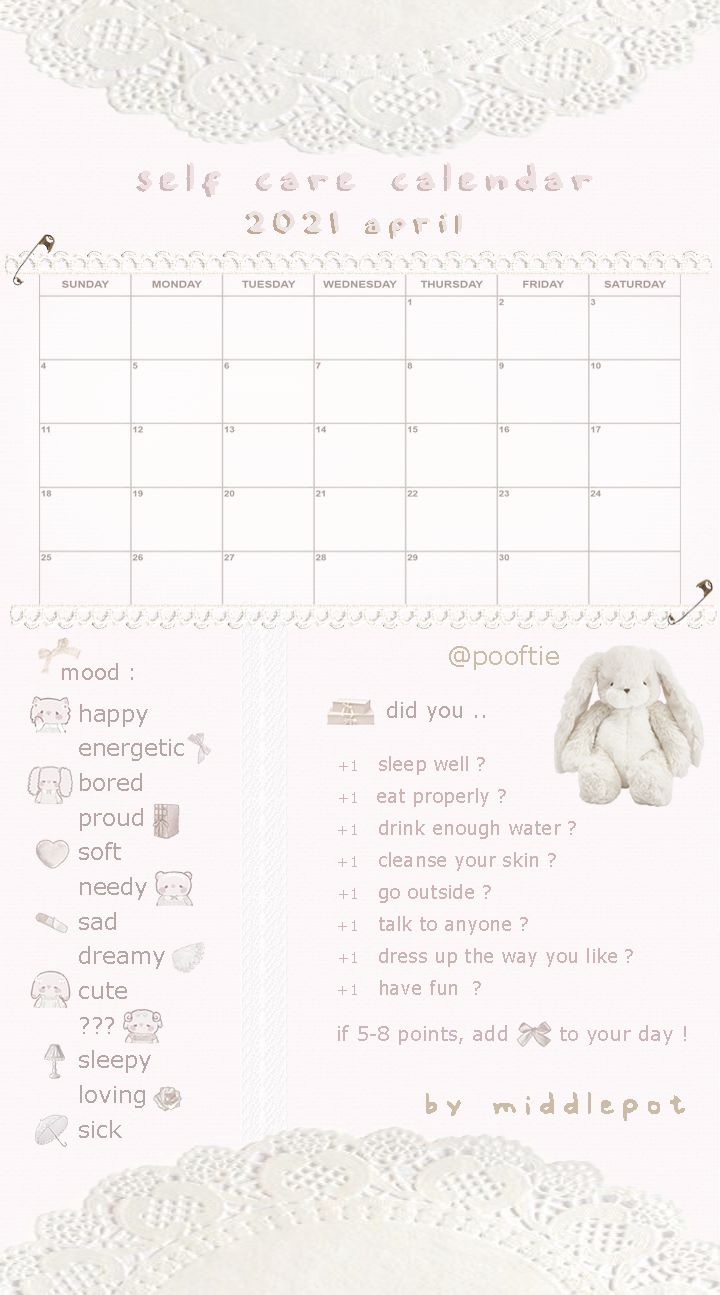 self care calendar
2021 april
SUNDAY MONDAY TUESDAY WEDNESDAY THURSDAY FRIDAY SATURDAY
1 2 3
4 5 6 7 8 9 10
11 12 13 14 15 16 17
18 19 20 21 22 23 24
25 26 27 28 29 30
mood :
happy
energetic
bored
proud
soft
needy
sad
dreamy
cute
???
sleepy
loving
sick
@pooftie
did you ..
+1 sleep well ?
+1 eat properly ?
+1 drink enough water ?
+1 cleanse your skin ?
+1 go outside ?
+1 talk to anyone ?
+1 dress up the way you like ?
+1 have fun ?
if 5-8 points, add to your day !
by middlepot